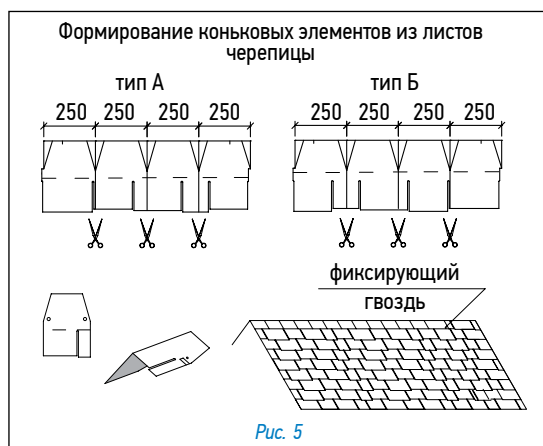 Формирование коньковых элементов из листов
черепицы
тип А
тип Б
250 250 250 250
250 250 250 250
фиксирующий
гвоздь
Рис. 5